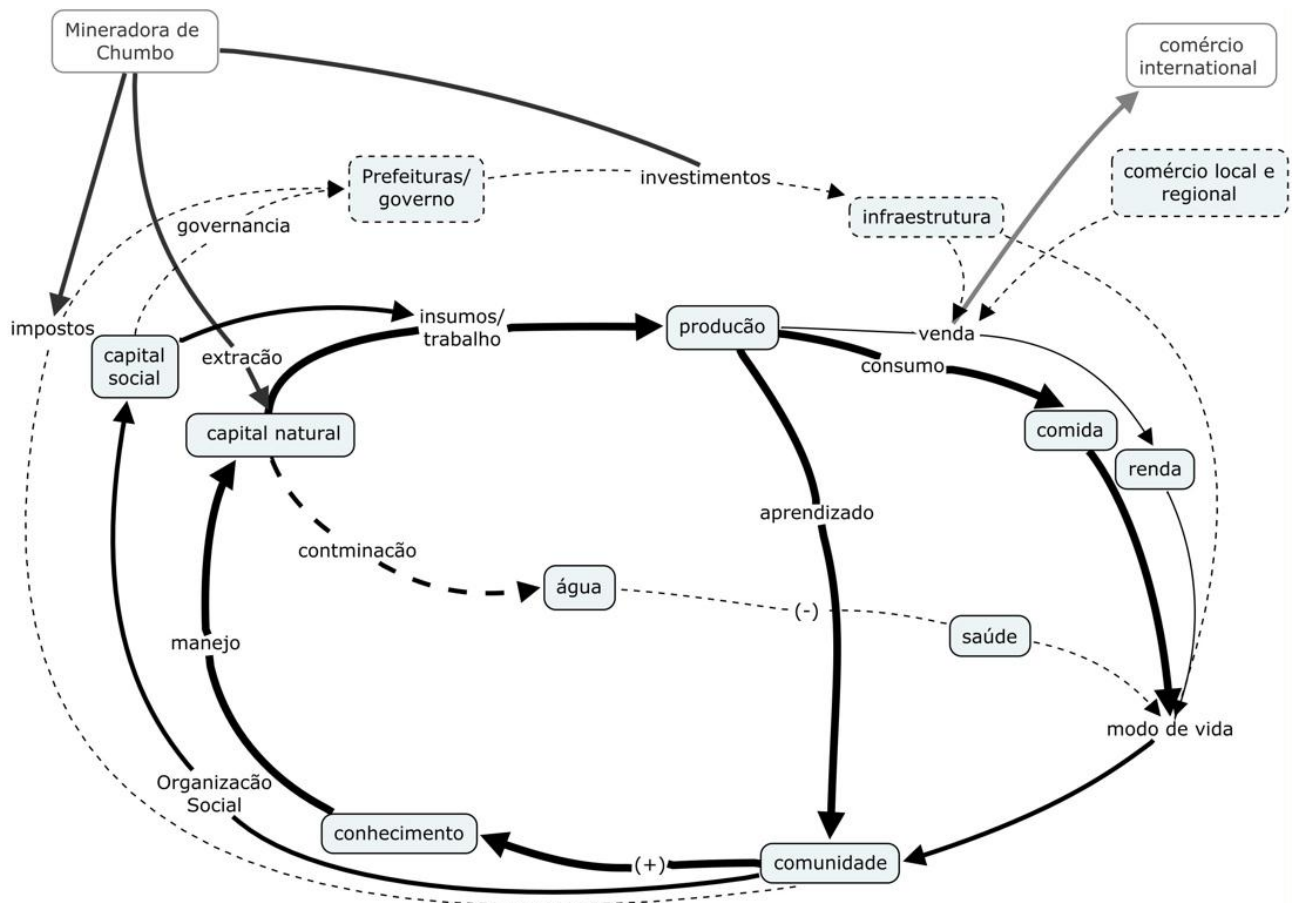 Mineradora de
Chumbo
comércio
international
Prefeituras/
governo
investimentos
comércio local e
regional
governancia
infraestrutura
impostos
capital
social
extracão
insumos/
trabalho
producão
venda
consumo
capital natural
comida
renda
aprendizado
contminacão
água
(-)
saúde
manejo
modo de vida
Organizacão
Social
conhecimento
(+)
comunidade